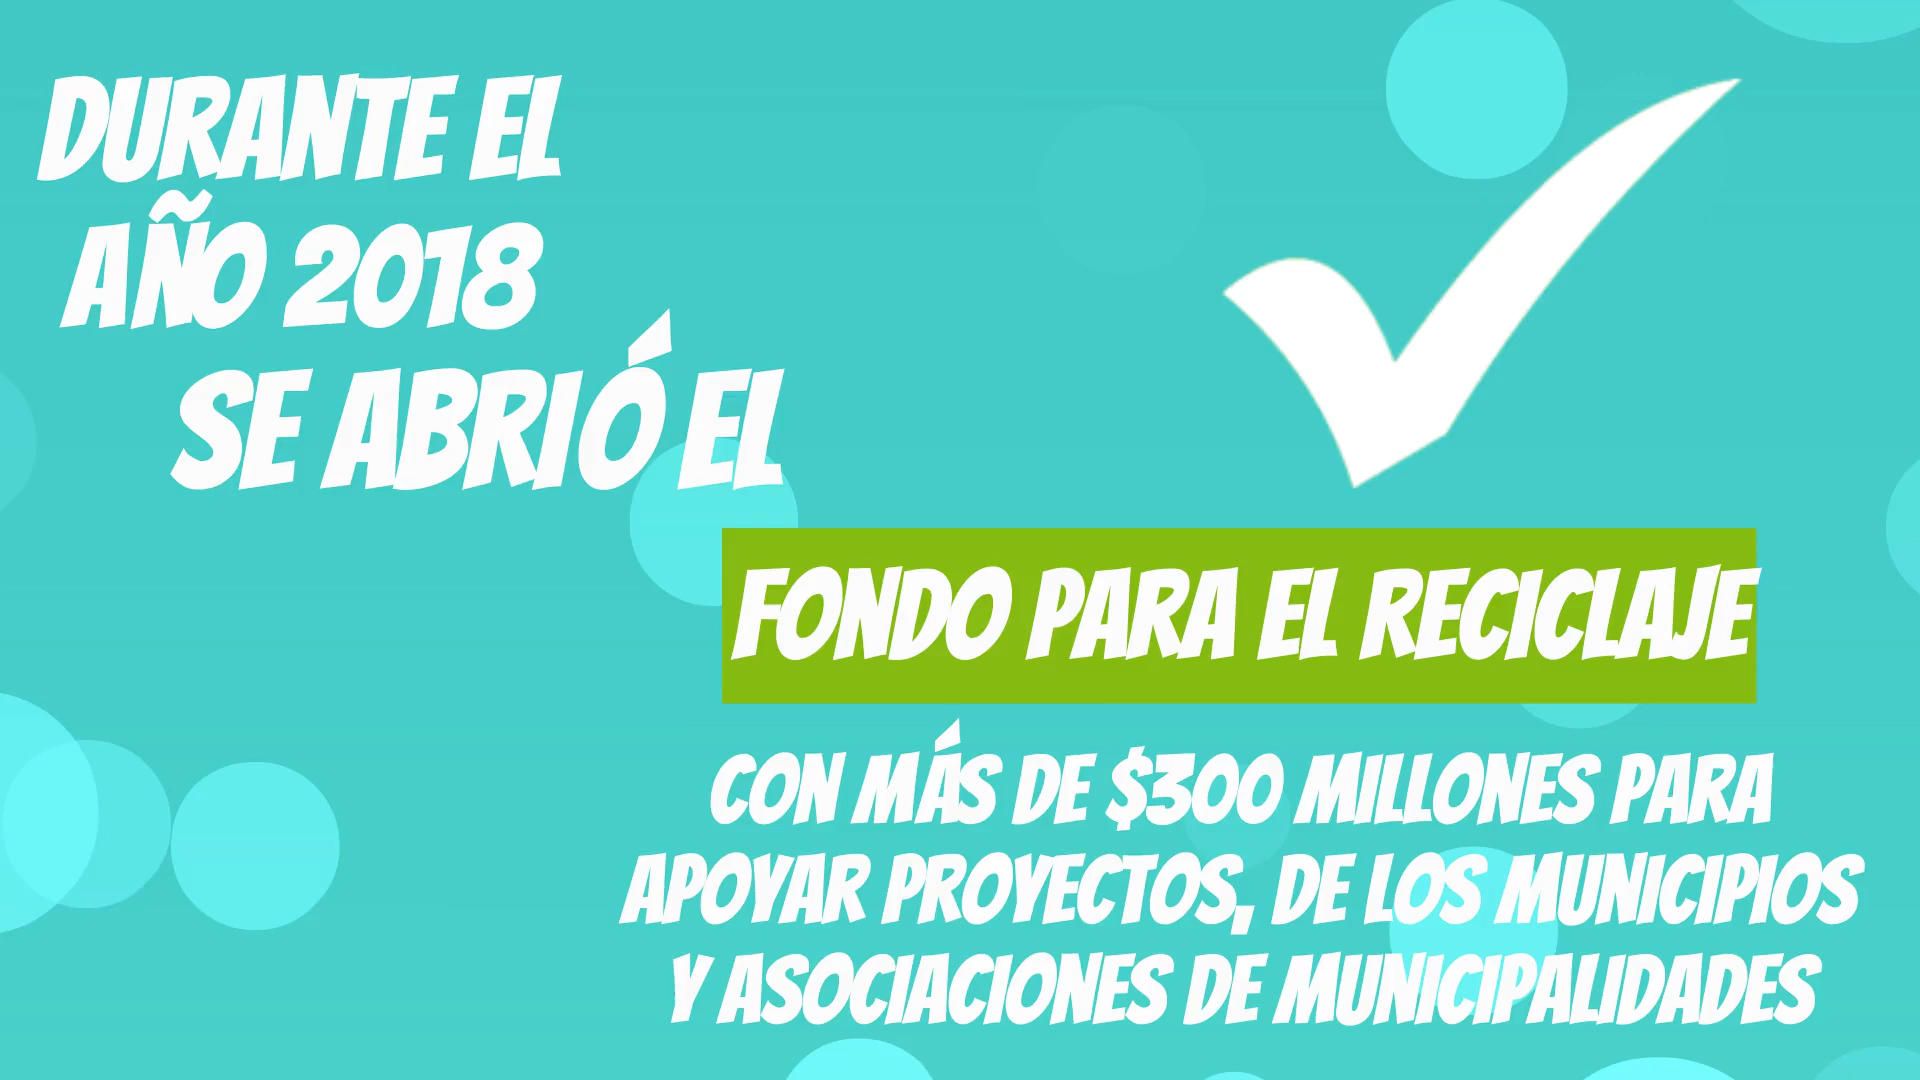 DURANTE EL
AÑO 2018
SE ABRIÓ EL
FONDO PARA EL RECICLAJE
CON MÁS DE $300 MILLONES PARA
APOYAR PROYECTOS, DE LOS MUNICIPIOS
Y ASOCIACIONES DE MUNICIPALIDADES